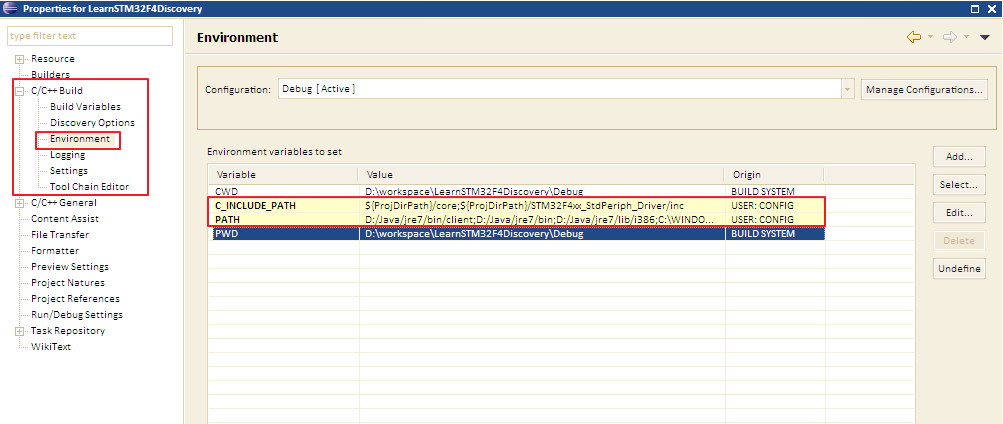 Properties for LearnSTM32F4Discovery
type filter text
Resource
Builders
C/C++ Build
Build Variables
Discovery Options
Environment
Logging
Settings
Tool Chain Editor
C/C++ General
Content Assist
File Transfer
Formatter
Preview Settings
Project Natures
Project References
Run/Debug Settings
Task Repository
WikiText
Environment
Configuration: Debug [ Active ] Manage Configurations...
Environment variables to set
Variable Value Origin
CWD D:\workspace\LearnSTM32F4Discovery\Debug BUILD SYSTEM
C_INCLUDE_PATH ${ProjDirPath}/core;${ProjDirPath}/STM32F4xx_StdPeriph_Driver/inc USER: CONFIG
PATH D:/Java/jre7/bin/client;D:/Java/jre7/bin;D:/Java/jre7/lib/i386;C:\WINDO... USER: CONFIG
PWD D:\workspace\LearnSTM32F4Discovery\Debug BUILD SYSTEM
Add...
Select...
Edit...
Delete
Undefine